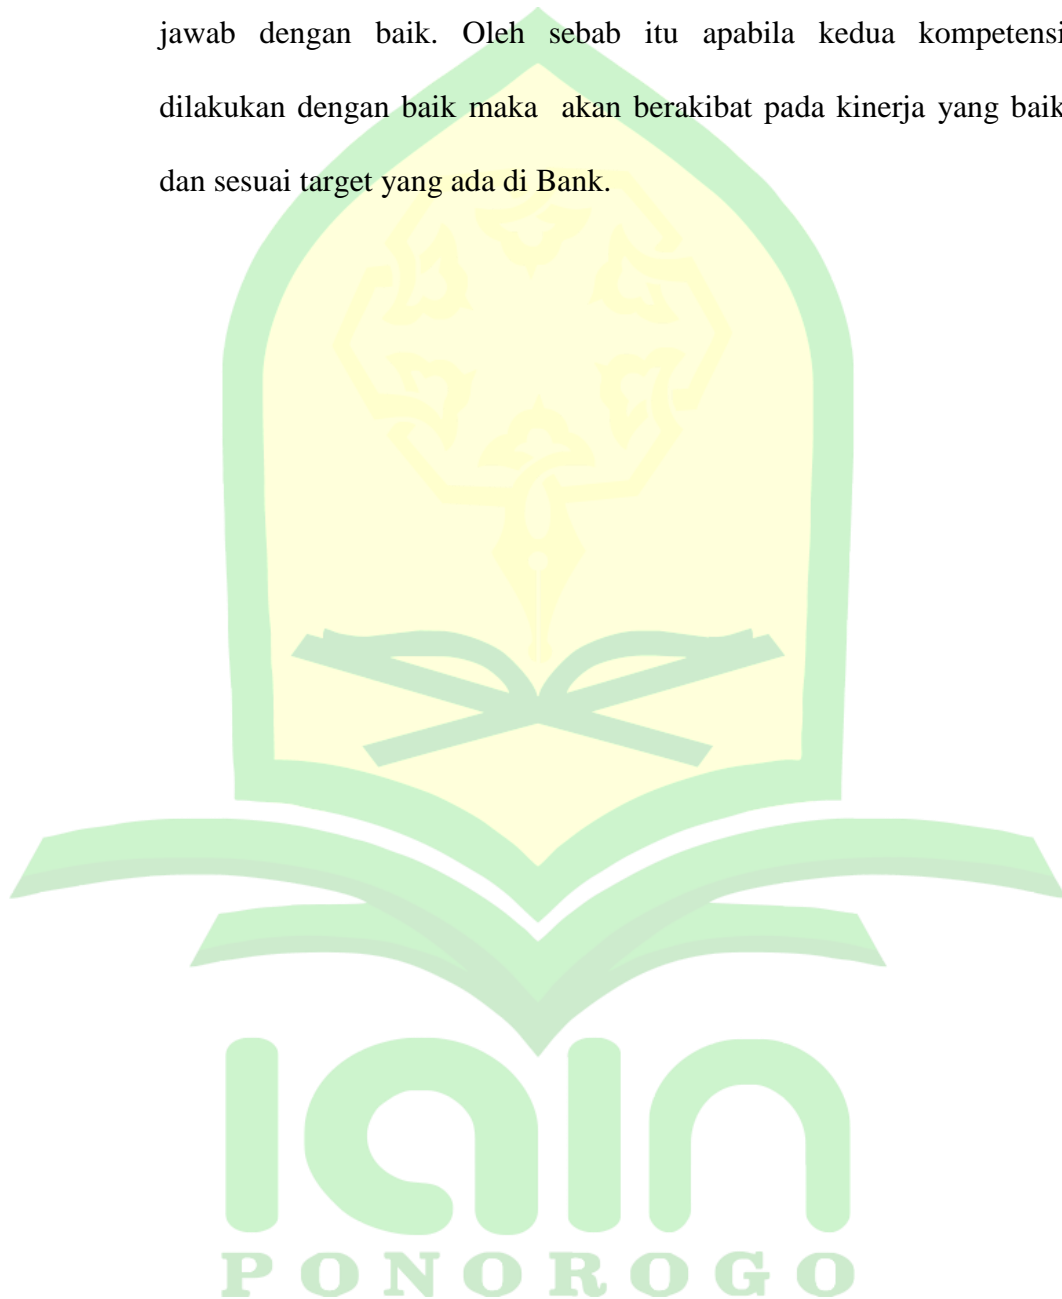 jawab dengan baik. Oleh sebab itu apabila kedua kompetensi
dilakukan dengan baik maka akan berakibat pada kinerja yang baik
dan sesuai target yang ada di Bank.
iain
PONOROGO